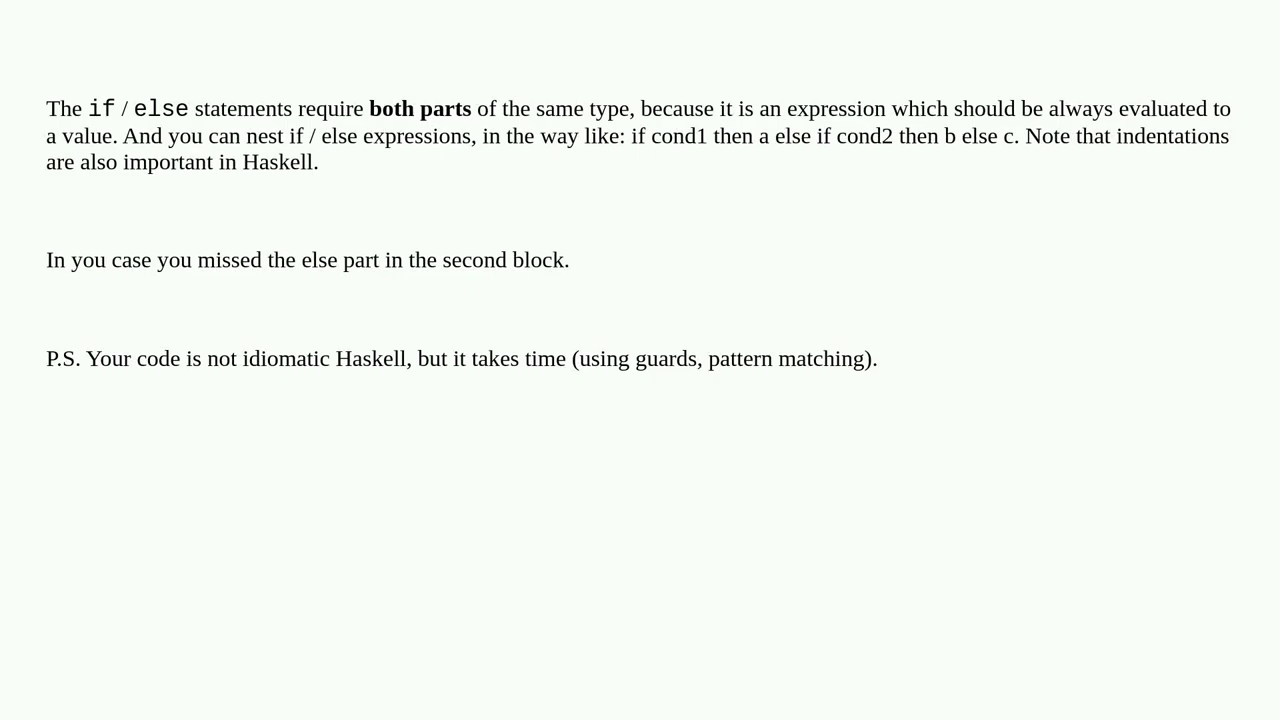 The if / else statements require both parts of the same type, because it is an expression which should be always evaluated to
a value. And you can nest if / else expressions, in the way like: if cond1 then a else if cond2 then b else c. Note that indentations
are also important in Haskell.
In you case you missed the else part in the second block.
P.S. Your code is not idiomatic Haskell, but it takes time (using guards, pattern matching).